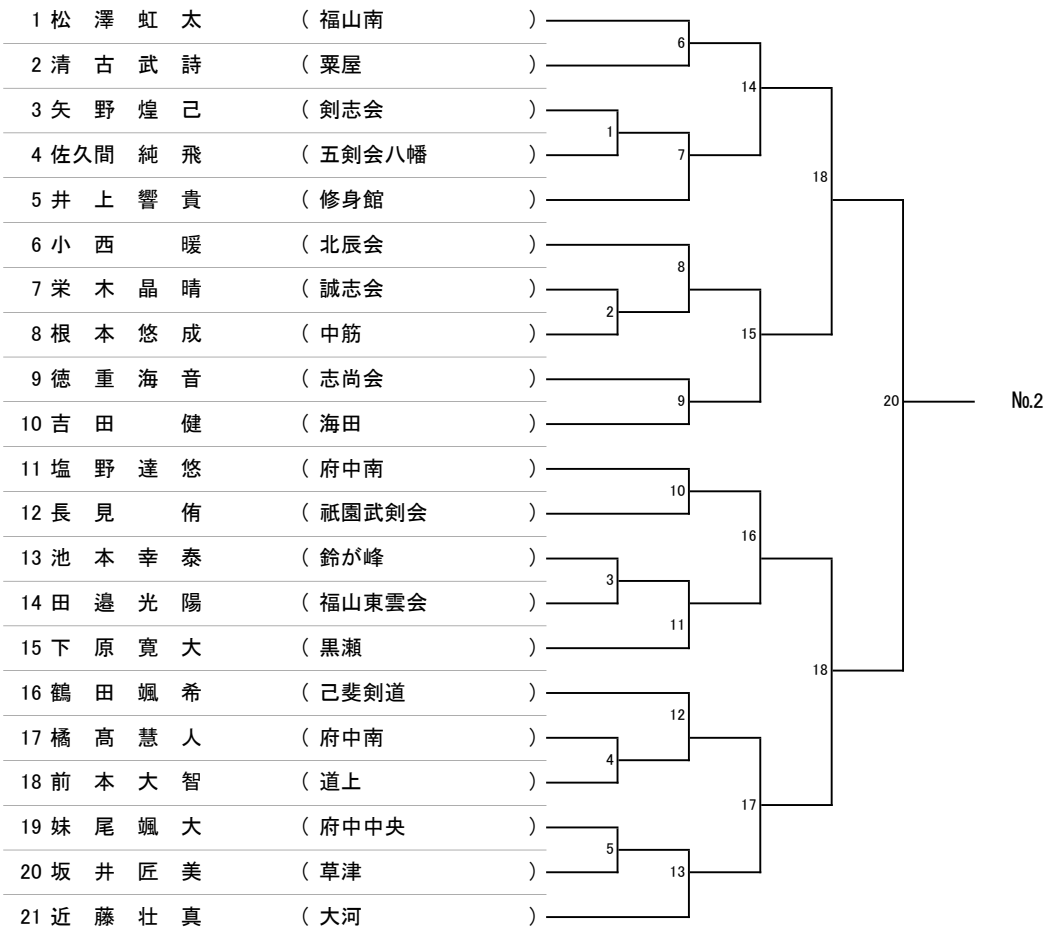 1 松 澤 虹 太 ( 福山南 )
6
2 清 古 武 詩 ( 粟屋 )
14
3 矢 野 煌 己 ( 剣志会 )
1
4 佐久間 純 飛 ( 五剣会八幡 )
7
18
5 井 上 響 貴 ( 修身館 )
6 小 西 暖 ( 北辰会 )
8
7 栄 木 晶 晴 ( 誠志会 )
2
8 根 本 悠 成 ( 中筋 )
15
9 徳 重 海 音 ( 志尚会 )
9
20
№2
10 吉 田 健 ( 海田 )
11 塩 野 達 悠 ( 府中南 )
10
12 長 見 侑 ( 祇園武剣会 )
16
13 池 本 幸 泰 ( 鈴が峰 )
3
14 田 邉 光 陽 ( 福山東雲会 )
11
15 下 原 寛 大 ( 黒瀬 )
18
16 鶴 田 颯 希 ( 己斐剣道 )
12
17 橘 髙 慧 人 ( 府中南 )
4
18 前 本 大 智 ( 道上 )
17
19 妹 尾 颯 大 ( 府中中央 )
5
20 坂 井 匠 美 ( 草津 )
13
21 近 藤 壮 真 ( 大河 )